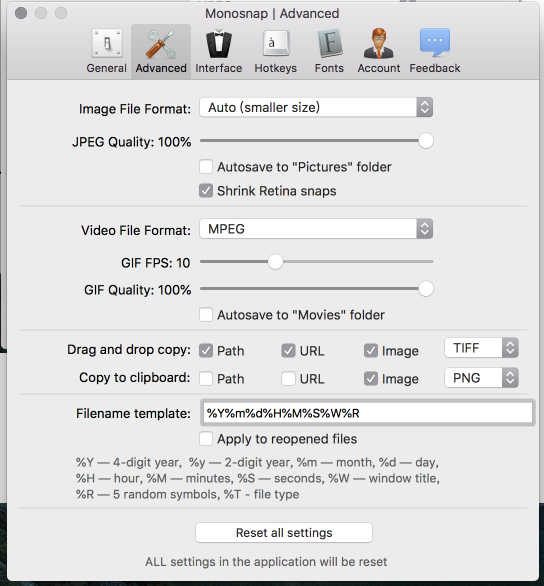 Monosnap | Advanced
General Advanced Interface Hotkeys Fonts Account Feedback
Image File Format: Auto (smaller size)
JPEG Quality: 100%
Autosave to "Pictures" folder
Shrink Retina snaps
Video File Format: MPEG
GIF FPS: 10
GIF Quality: 100%
Autosave to "Movies" folder
Drag and drop copy: Path URL Image TIFF
Copy to clipboard: Path URL Image PNG
Filename template: %Y%m%d%H%M%S%W%R
Apply to reopened files
%Y — 4-digit year, %y — 2-digit year, %m — month, %d — day,
%H — hour, %M — minutes, %S — seconds, %W — window title,
%R — 5 random symbols, %T - file type
Reset all settings
ALL settings in the application will be reset